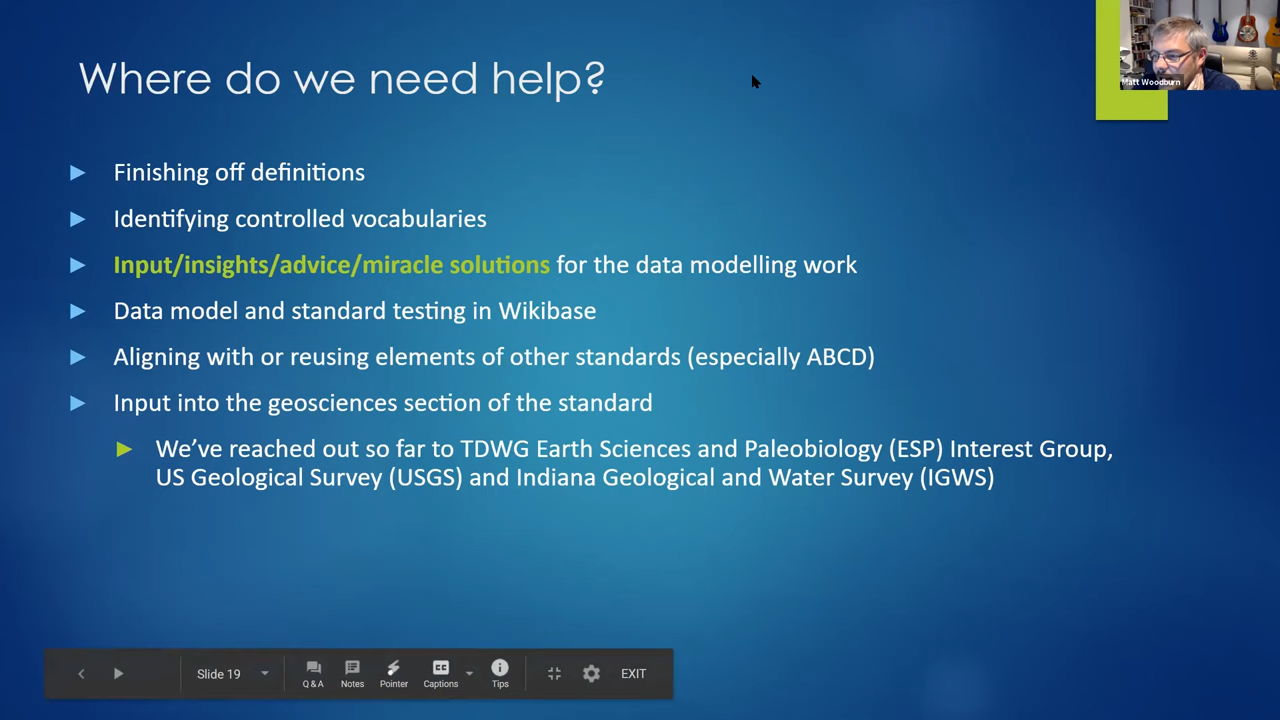 Where do we need help?
Matt Woodburn
Finishing off definitions
Identifying controlled vocabularies
Input/insights/advice/miracle solutions for the data modelling work
Data model and standard testing in Wikibase
Aligning with or reusing elements of other standards (especially ABCD)
Input into the geosciences section of the standard
We’ve reached out so far to TDWG Earth Sciences and Paleobiology (ESP) Interest Group,
US Geological Survey (USGS) and Indiana Geological and Water Survey (IGWS)
Slide 19
Q & A
Notes
Pointer
CC
Captions
Tips
EXIT